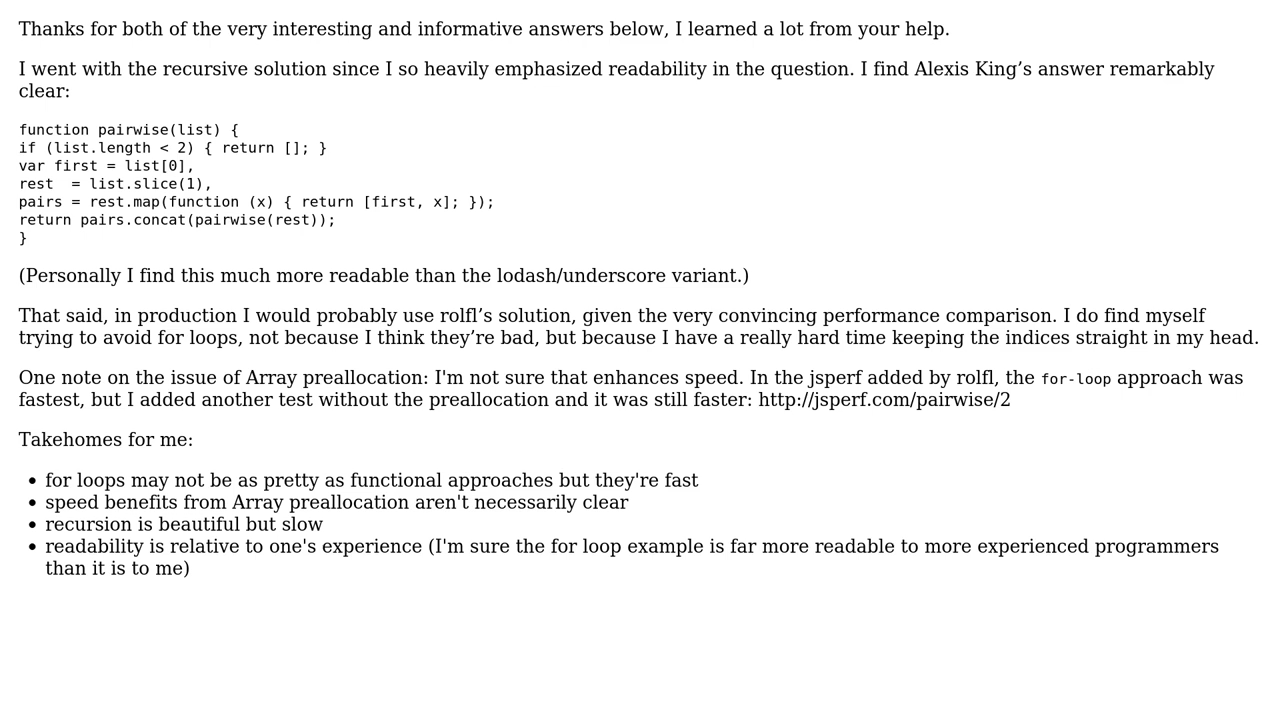 Thanks for both of the very interesting and informative answers below, I learned a lot from your help.
I went with the recursive solution since I so heavily emphasized readability in the question. I find Alexis King’s answer remarkably
clear:
function pairwise(list) {
if (list.length < 2) { return []; }
var first = list[0],
rest  = list.slice(1),
pairs = rest.map(function (x) { return [first, x]; });
return pairs.concat(pairwise(rest));
}
(Personally I find this much more readable than the lodash/underscore variant.)
That said, in production I would probably use rolfl’s solution, given the very convincing performance comparison. I do find myself
trying to avoid for loops, not because I think they’re bad, but because I have a really hard time keeping the indices straight in my head.
One note on the issue of Array preallocation: I'm not sure that enhances speed. In the jsperf added by rolfl, the for-loop approach was
fastest, but I added another test without the preallocation and it was still faster: http://jsperf.com/pairwise/2
Takehomes for me:
• for loops may not be as pretty as functional approaches but they're fast
• speed benefits from Array preallocation aren't necessarily clear
• recursion is beautiful but slow
• readability is relative to one's experience (I'm sure the for loop example is far more readable to more experienced programmers
than it is to me)